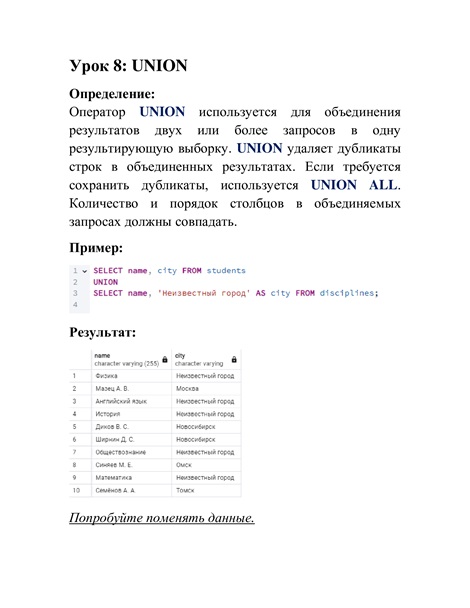 Урок 8: UNION
Определение:
Оператор UNION используется для объединения
результатов двух или более запросов в одну
результирующую выборку. UNION удаляет дубликаты
строк в объединенных результатах. Если требуется
сохранить дубликаты, используется UNION ALL.
Количество и порядок столбцов в объединяемых
запросах должны совпадать.
Пример:
1 SELECT name, city FROM students
2 UNION
3 SELECT name, 'Неизвестный город' AS city FROM disciplines;
4
Результат:
name city
character varying (255) character varying
1 Физика Неизвестный город
2 Мазец А. В. Москва
3 Английский язык Неизвестный город
4 История Неизвестный город
5 Диков В. С. Новосибирск
6 Ширнин Д. С. Новосибирск
7 Обществознание Неизвестный город
8 Синяев М. Е. Омск
9 Математика Неизвестный город
10 Семёнов А. А. Томск
Попробуйте поменять данные.